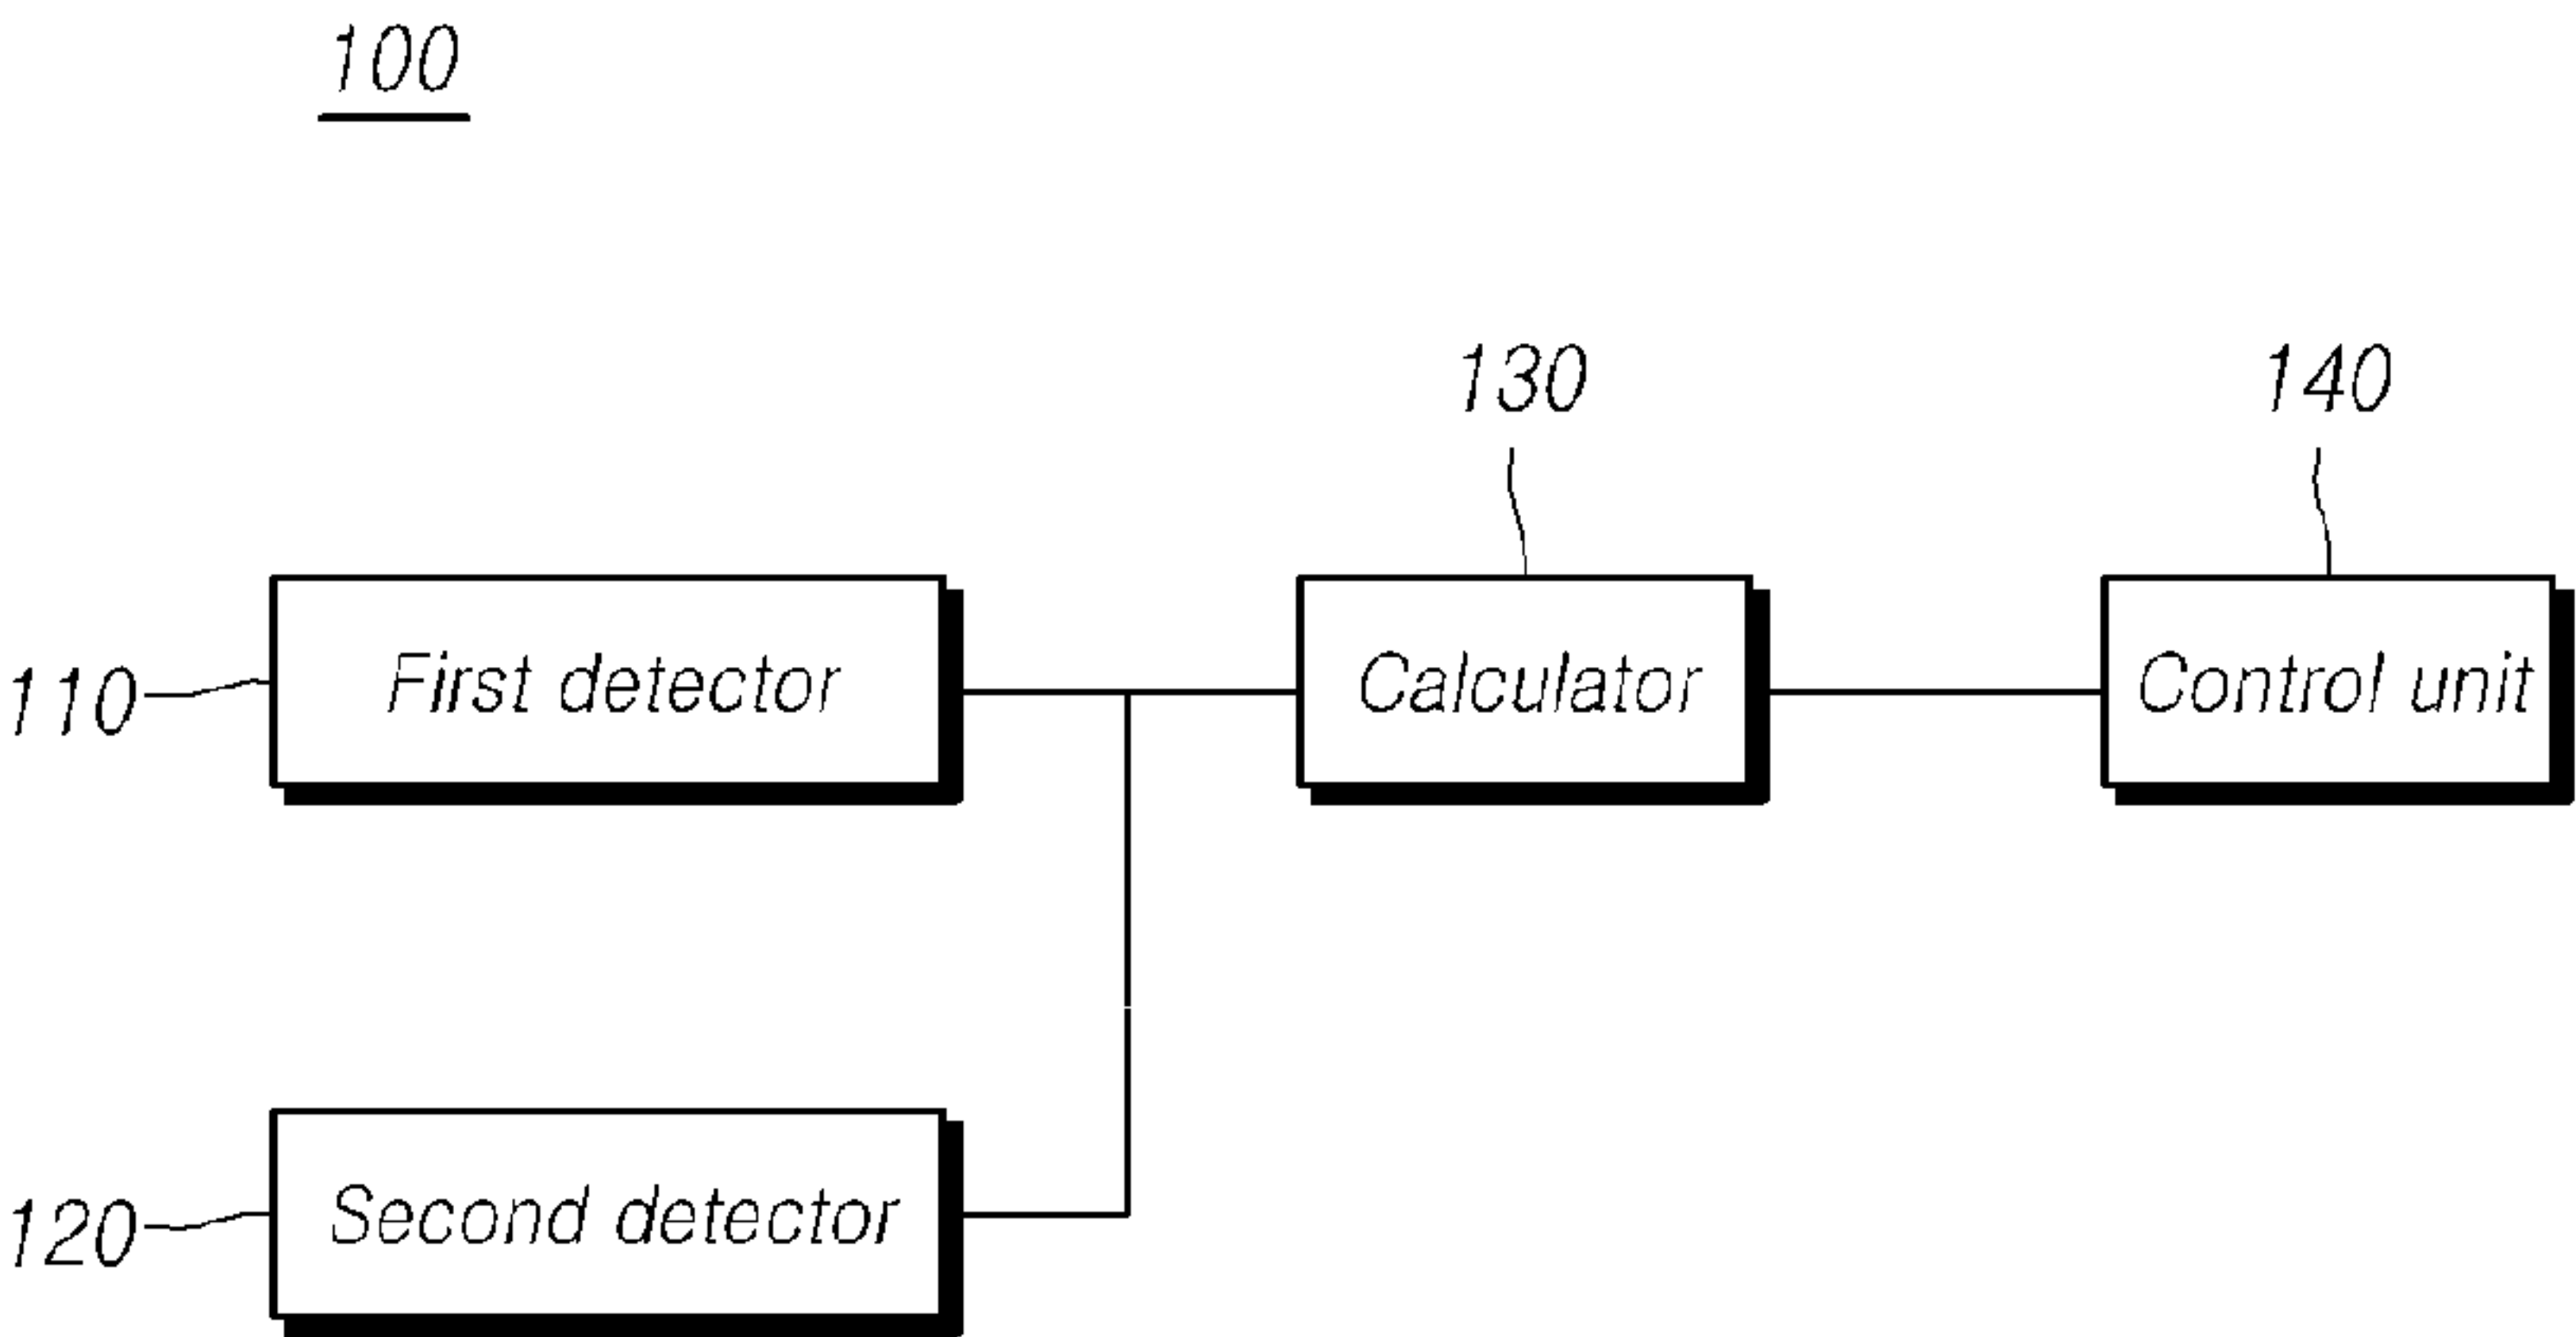 100
130
140
110
First detector
Calculator
Control unit
120
Second detector